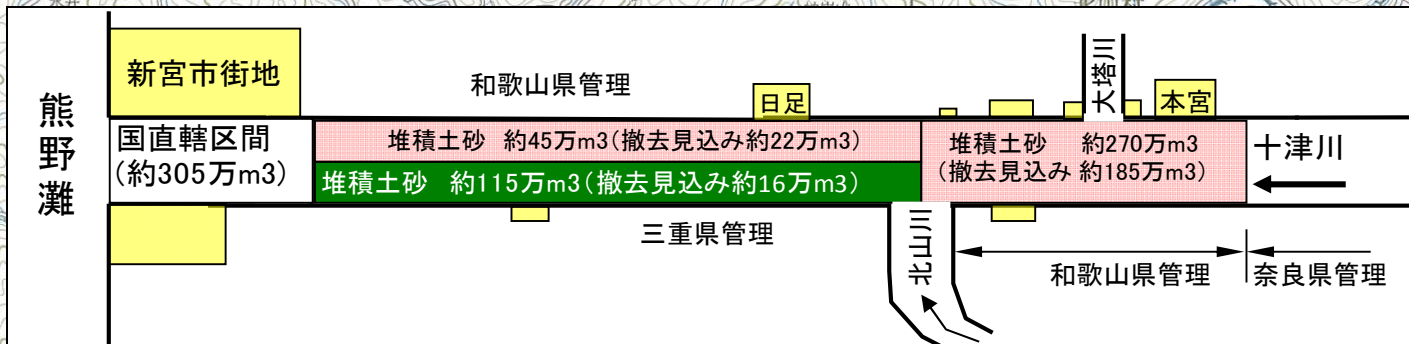 熊野灘
新宮市街地
和歌山県管理
日足
大塔川
本宮
国直轄区間
(約305万m3)
堆積土砂 約45万m3(撤去見込み約22万m3)
堆積土砂 約115万m3(撤去見込み約16万m3)
堆積土砂 約270万m3
(撤去見込み 約185万m3)
十津川
三重県管理
北山川
和歌山県管理
奈良県管理